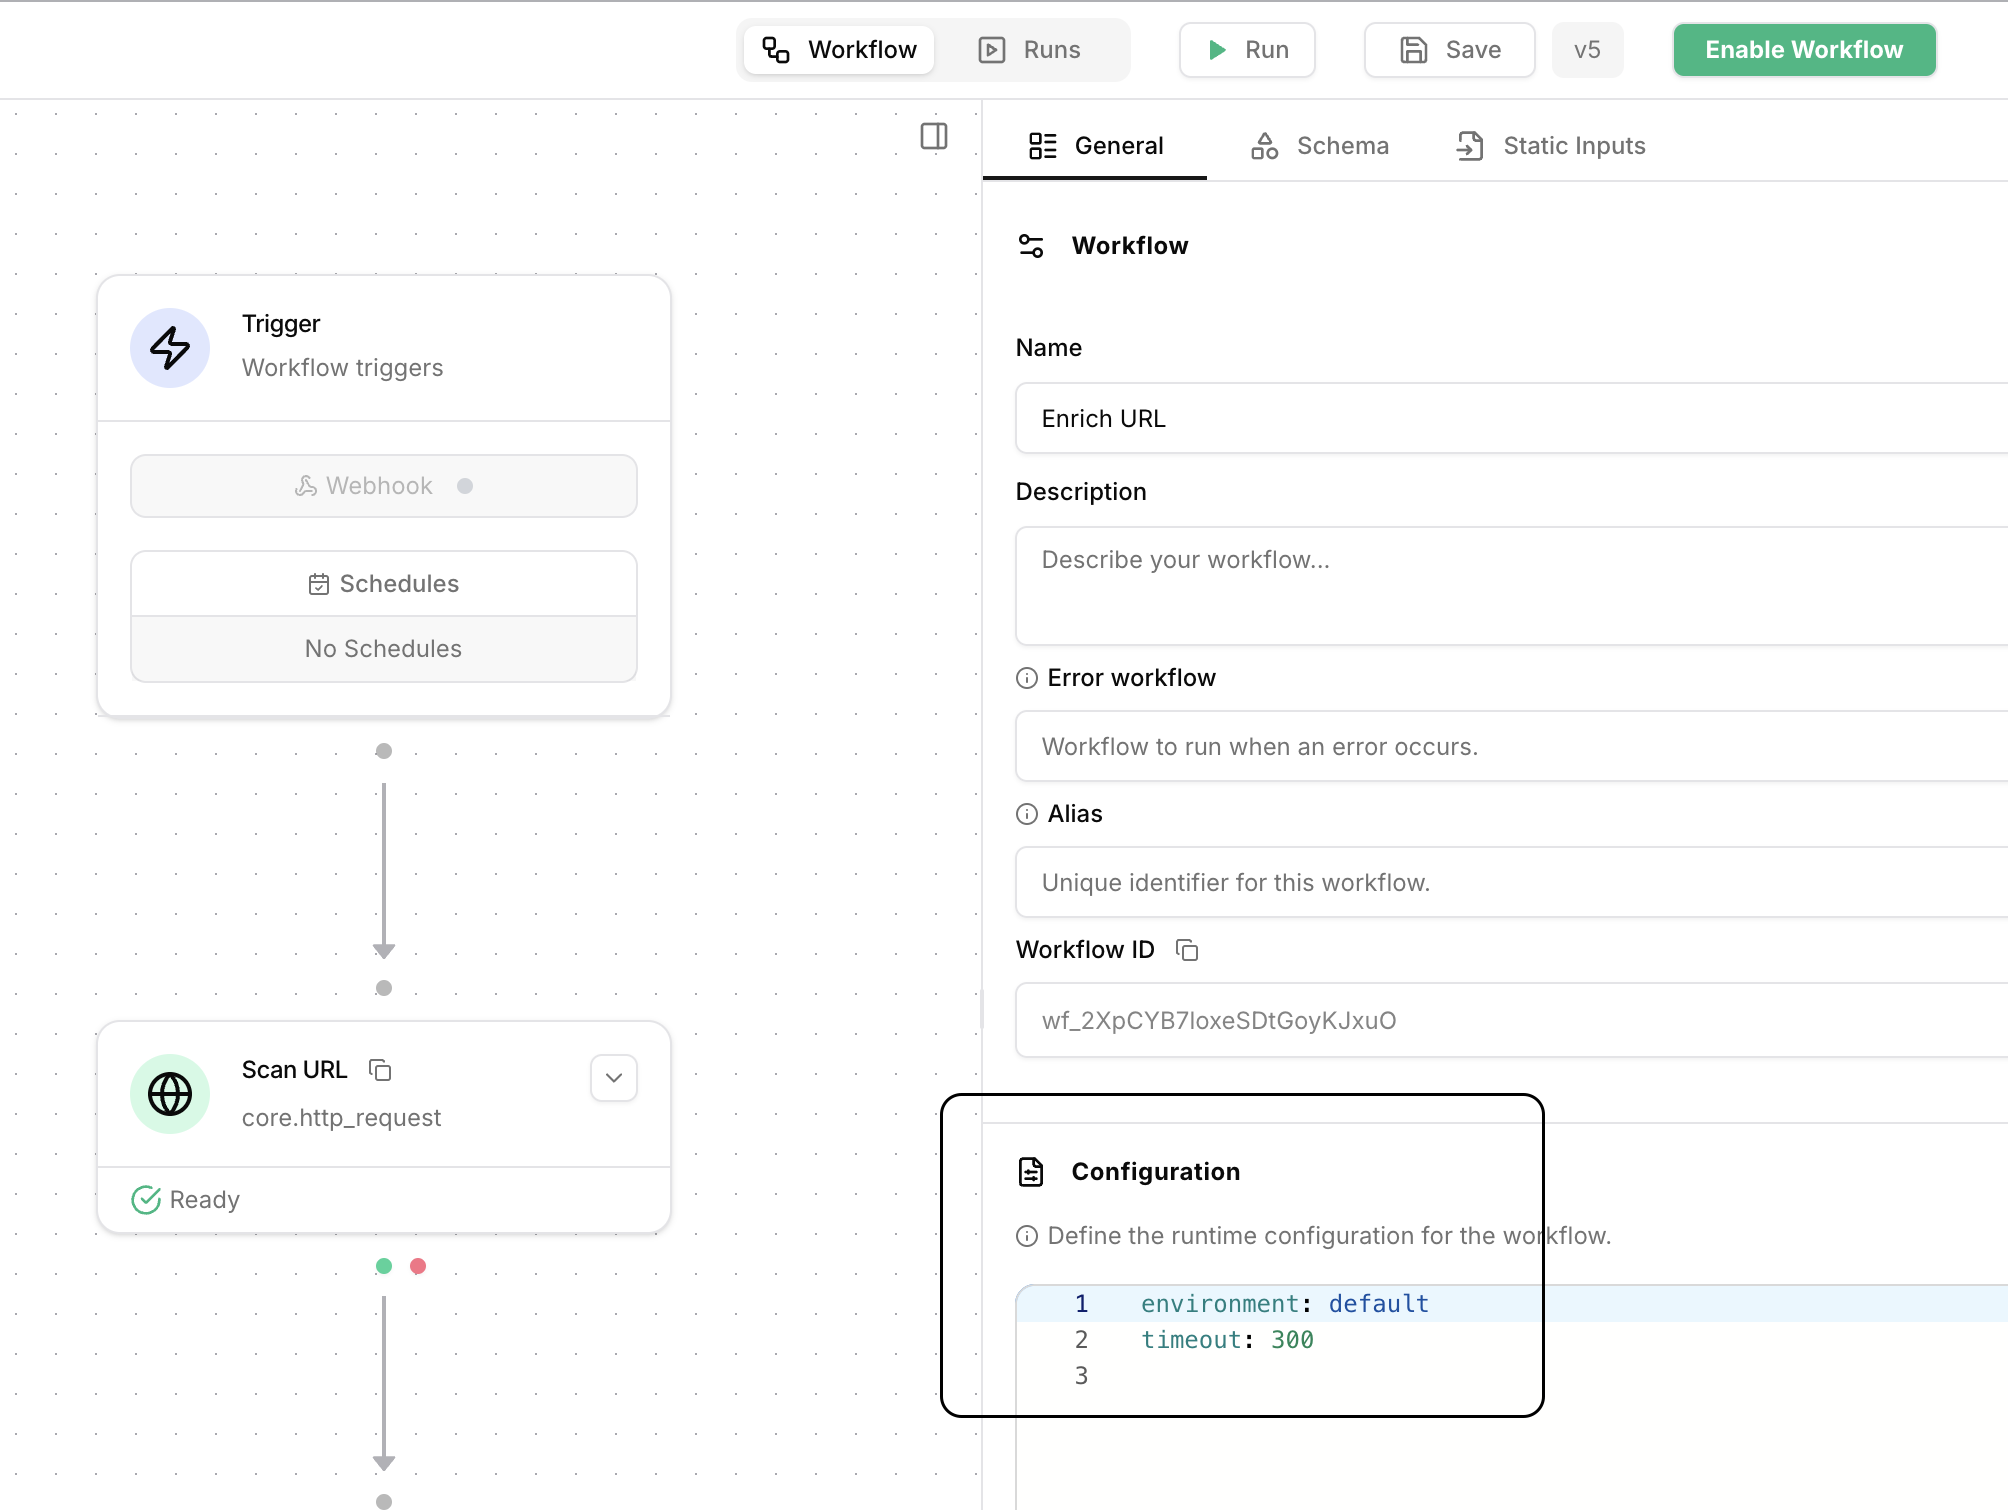 Workflow
Runs
Run
Save
v5
Enable Workflow
General
Schema
Static Inputs
Trigger
Workflow triggers
Webhook
Schedules
No Schedules
Scan URL
core.http_request
Ready
Workflow
Name
Enrich URL
Description
Describe your workflow...
Error workflow
Workflow to run when an error occurs.
Alias
Unique identifier for this workflow.
Workflow ID
wf_2XpCYB7loxeSDtGoyKJxuO
Configuration
Define the runtime configuration for the workflow.
1 environment: default
2 timeout: 300
3